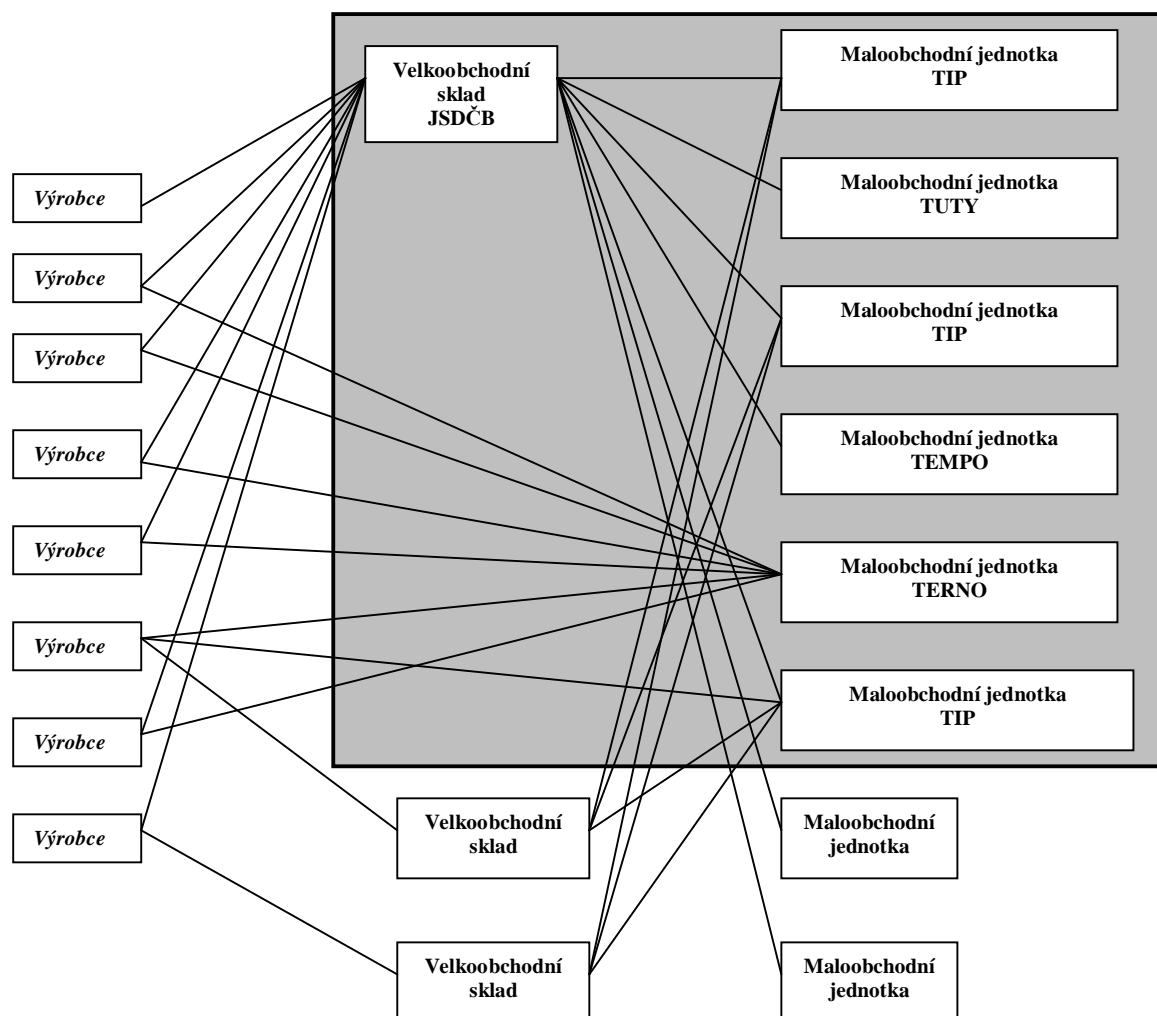 Velkoobchodní
sklad
JSDČB
Maloobchodní jednotka
TIP
Maloobchodní jednotka
TUTY
Maloobchodní jednotka
TIP
Maloobchodní jednotka
TEMPO
Maloobchodní jednotka
TERNO
Maloobchodní jednotka
TIP
Výrobce
Výrobce
Výrobce
Výrobce
Výrobce
Výrobce
Výrobce
Výrobce
Velkoobchodní
sklad
Maloobchodní
jednotka
Velkoobchodní
sklad
Maloobchodní
jednotka